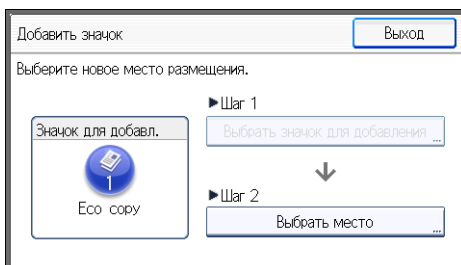 Добавить значок
Выход
Выберите новое место размещения.
Значок для добавл.
1
Eco copy
▶Шаг 1
Выбрать значок для добавления ...
▶Шаг 2
Выбрать место ...